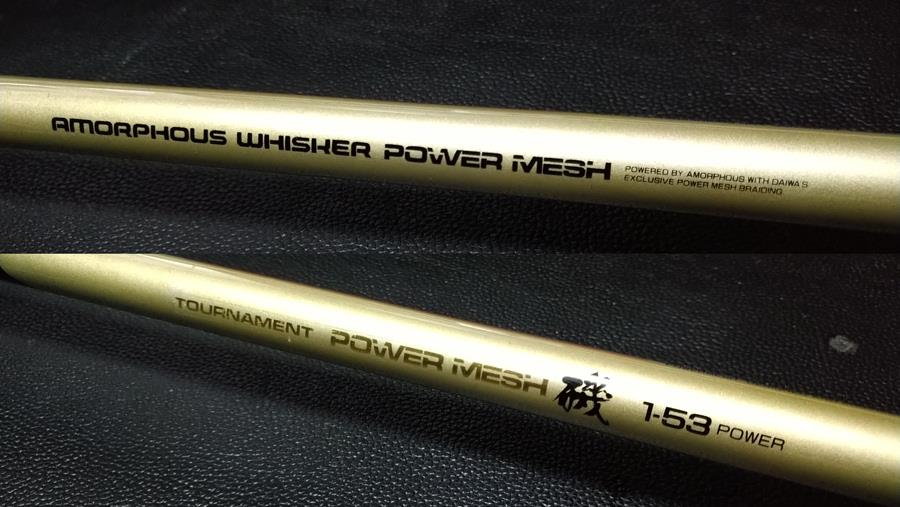 AMORPHOUS WHISKER POWER MESH
POWERED BY AMORPHOUS WITH DAIWA'S
EXCLUSIVE POWER MESH BRAIDING
TOURNAMENT POWER MESH 磯 1-53 POWER